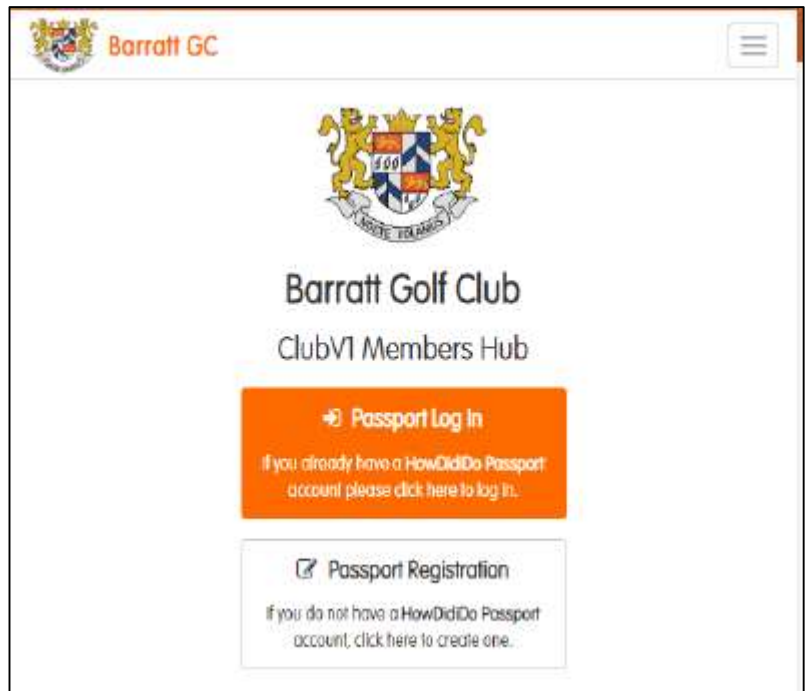 Barratt GC
Barratt Golf Club
ClubV1 Members Hub
Passport Log In
If you already have a HowDidiDo Passport
account please click here to log in.
Passport Registration
If you do not have a HowDidiDo Passport
account, click here to create one.